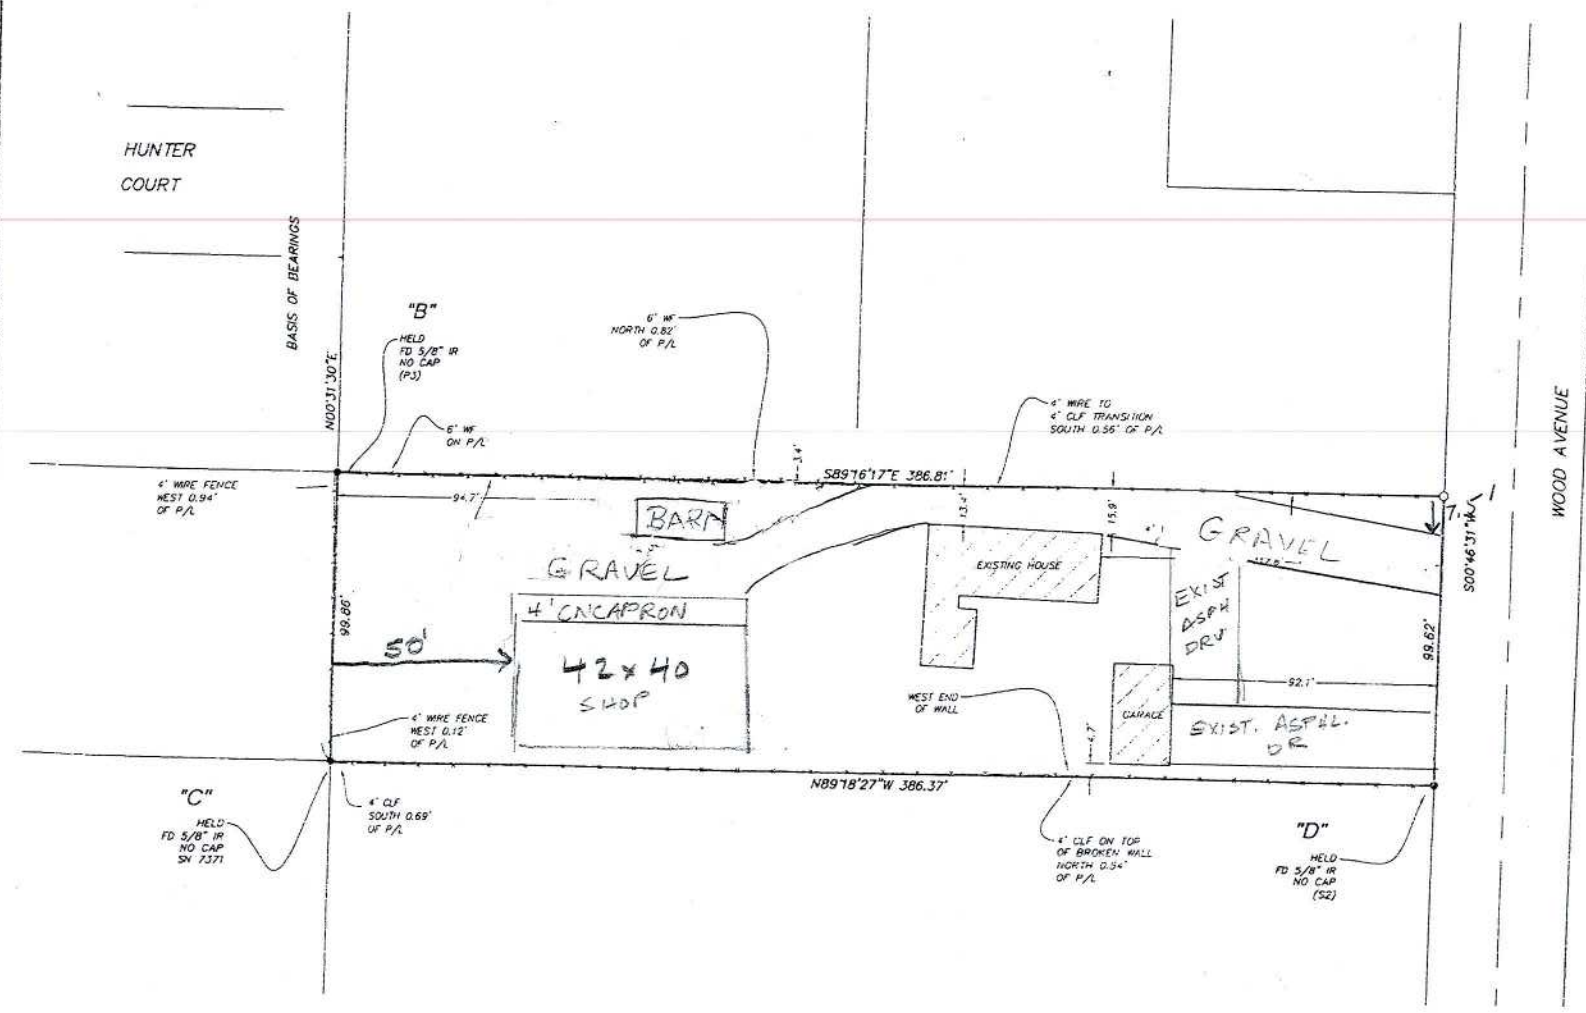 HUNTER
COURT
BASIS OF BEARINGS
N00°31'30"E
"B"
HELD
FD 5/8" IR
NO CAP
(P3)
6' WF
ON P/L
6' WF
NORTH 0.82'
OF P/L
4' WIRE TO
4' CLF TRANSITION
SOUTH 0.56' OF P/L
WOOD AVENUE
4' WIRE FENCE
WEST 0.94'
OF P/L
94.7'
3.4'
S89°16'17"E 386.81'
13.4'
15.9'
BARN
GRAVEL
GRAVEL
S00°46'31"W
EXISTING HOUSE
EXIST
ASPH
DRV
4' CNCAPRON
99.86'
50'
42x40
SHOP
99.62'
92.1'
WEST END
OF WALL
GARAGE
EXIST. ASPHL.
DR
4.7'
4' WIRE FENCE
WEST 0.12'
OF P/L
N89°18'27"W 386.37'
"C"
HELD
FD 5/8" IR
NO CAP
SN 7371
4' CLF
SOUTH 0.69'
OF P/L
4' CLF ON TOP
OF BROKEN WALL
NORTH 0.54'
OF P/L
"D"
HELD
FD 5/8" IR
NO CAP
(S2)